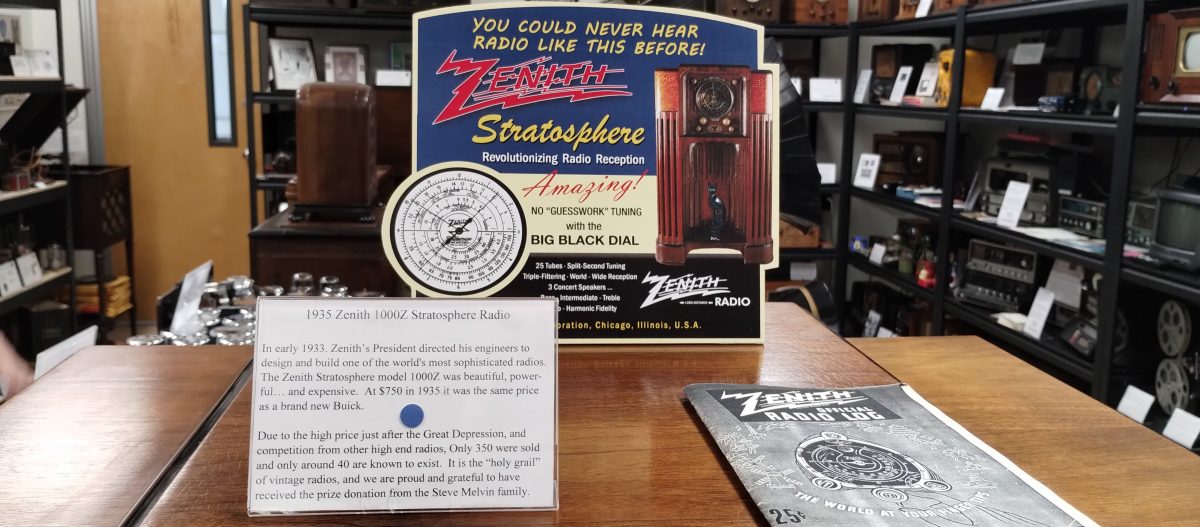 YOU COULD NEVER HEAR
RADIO LIKE THIS BEFORE!
ZENITH
Stratosphere
Revolutionizing Radio Reception
Amazing!
NO "GUESSWORK" TUNING
with the
BIG BLACK DIAL
25 Tubes - Split-Second Tuning
Triple-Filtering - World - Wide Reception
3 Concert Speakers ...
Intermediate - Treble
- Harmonic Fidelity
ZENITH
LONG DISTANCE
RADIO
Chicago, Illinois, U.S.A.
ZENITH
1935 Zenith 1000Z Stratosphere Radio
In early 1933. Zenith's President directed his engineers to
design and build one of the world's most sophisticated radios.
The Zenith Stratosphere model 1000Z was beautiful, power-
ful… and expensive. At $750 in 1935 it was the same price
as a brand new Buick.
Due to the high price just after the Great Depression, and
competition from other high end radios, Only 350 were sold
and only around 40 are known to exist. It is the "holy grail"
of vintage radios, and we are proud and grateful to have
received the prize donation from the Steve Melvin family.
ZENITH
OFFICIAL
RADIO LOG
THE WORLD AT YOUR FINGERTIPS
25¢